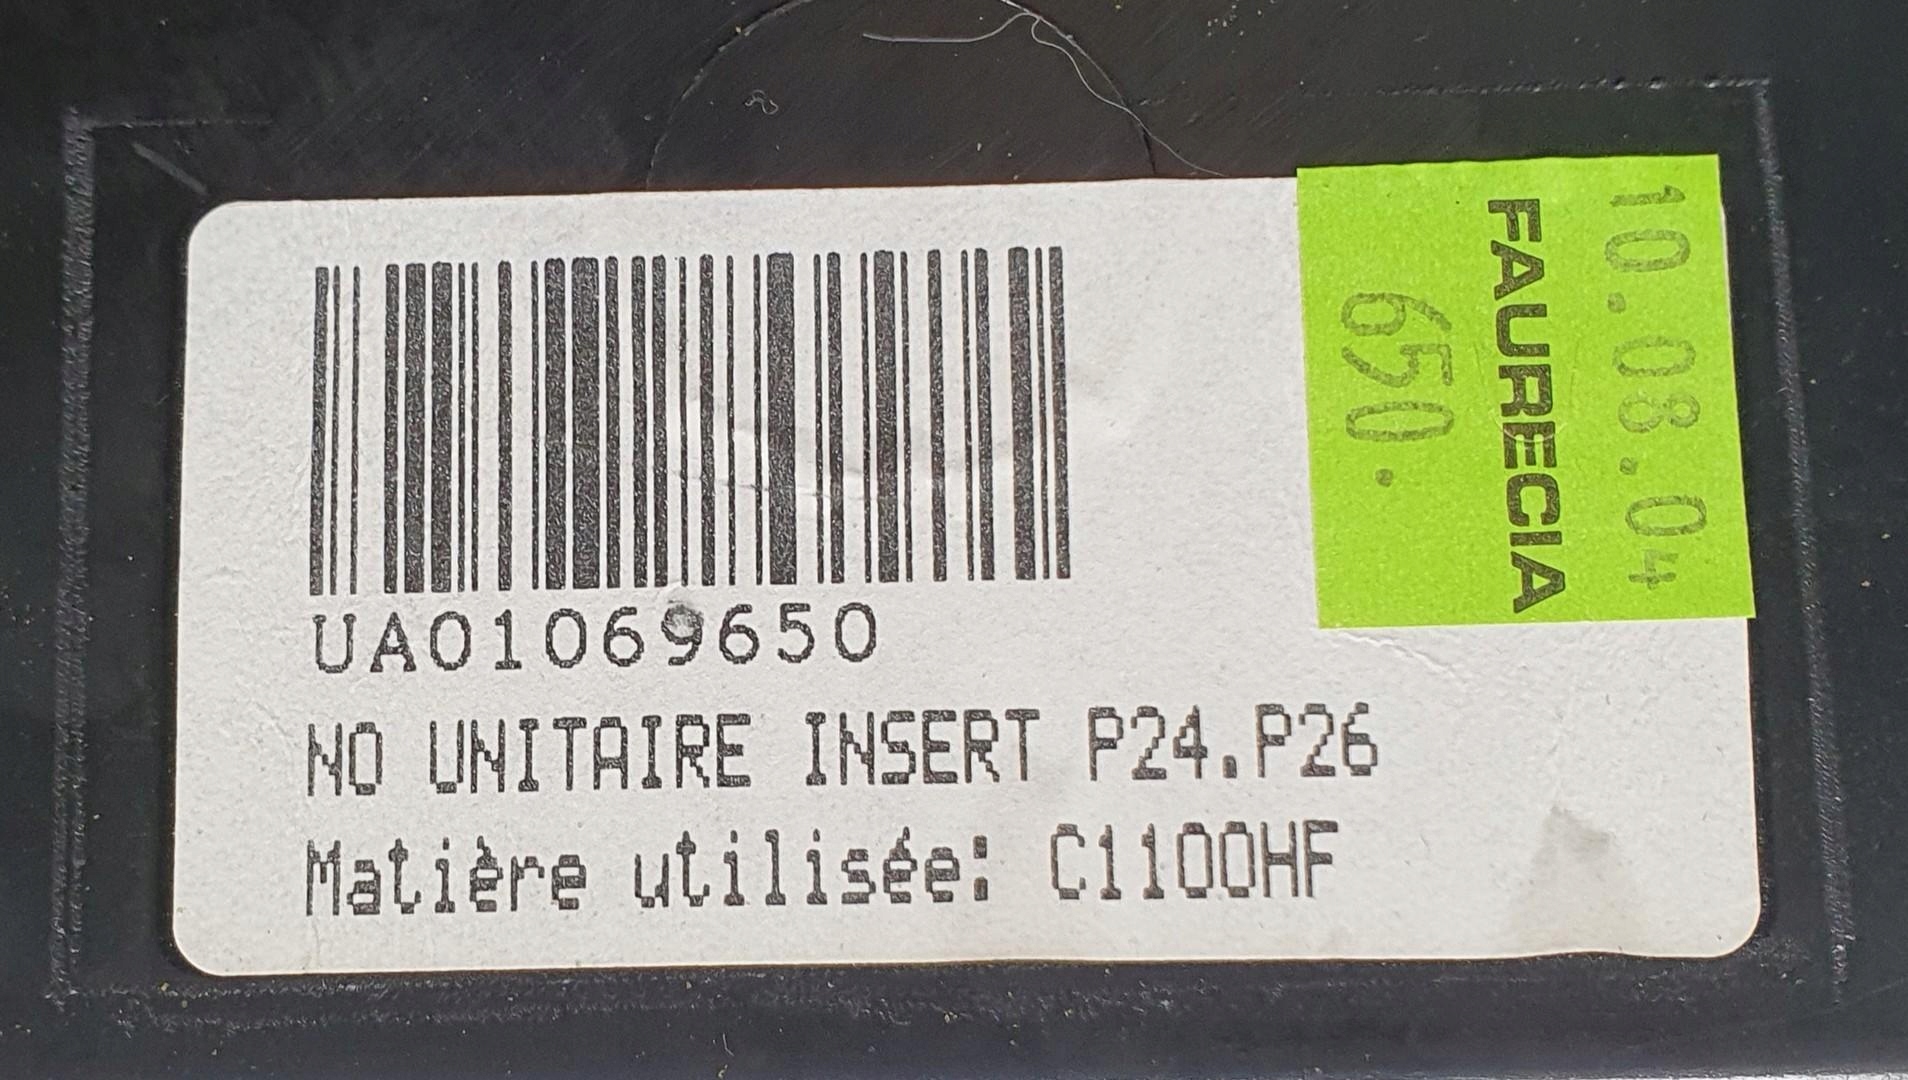 UA01069650
NO UNITAIRE INSERT P24.P26
Matière utilisée: C1100HF
10.08.04
FAURECIA
650.